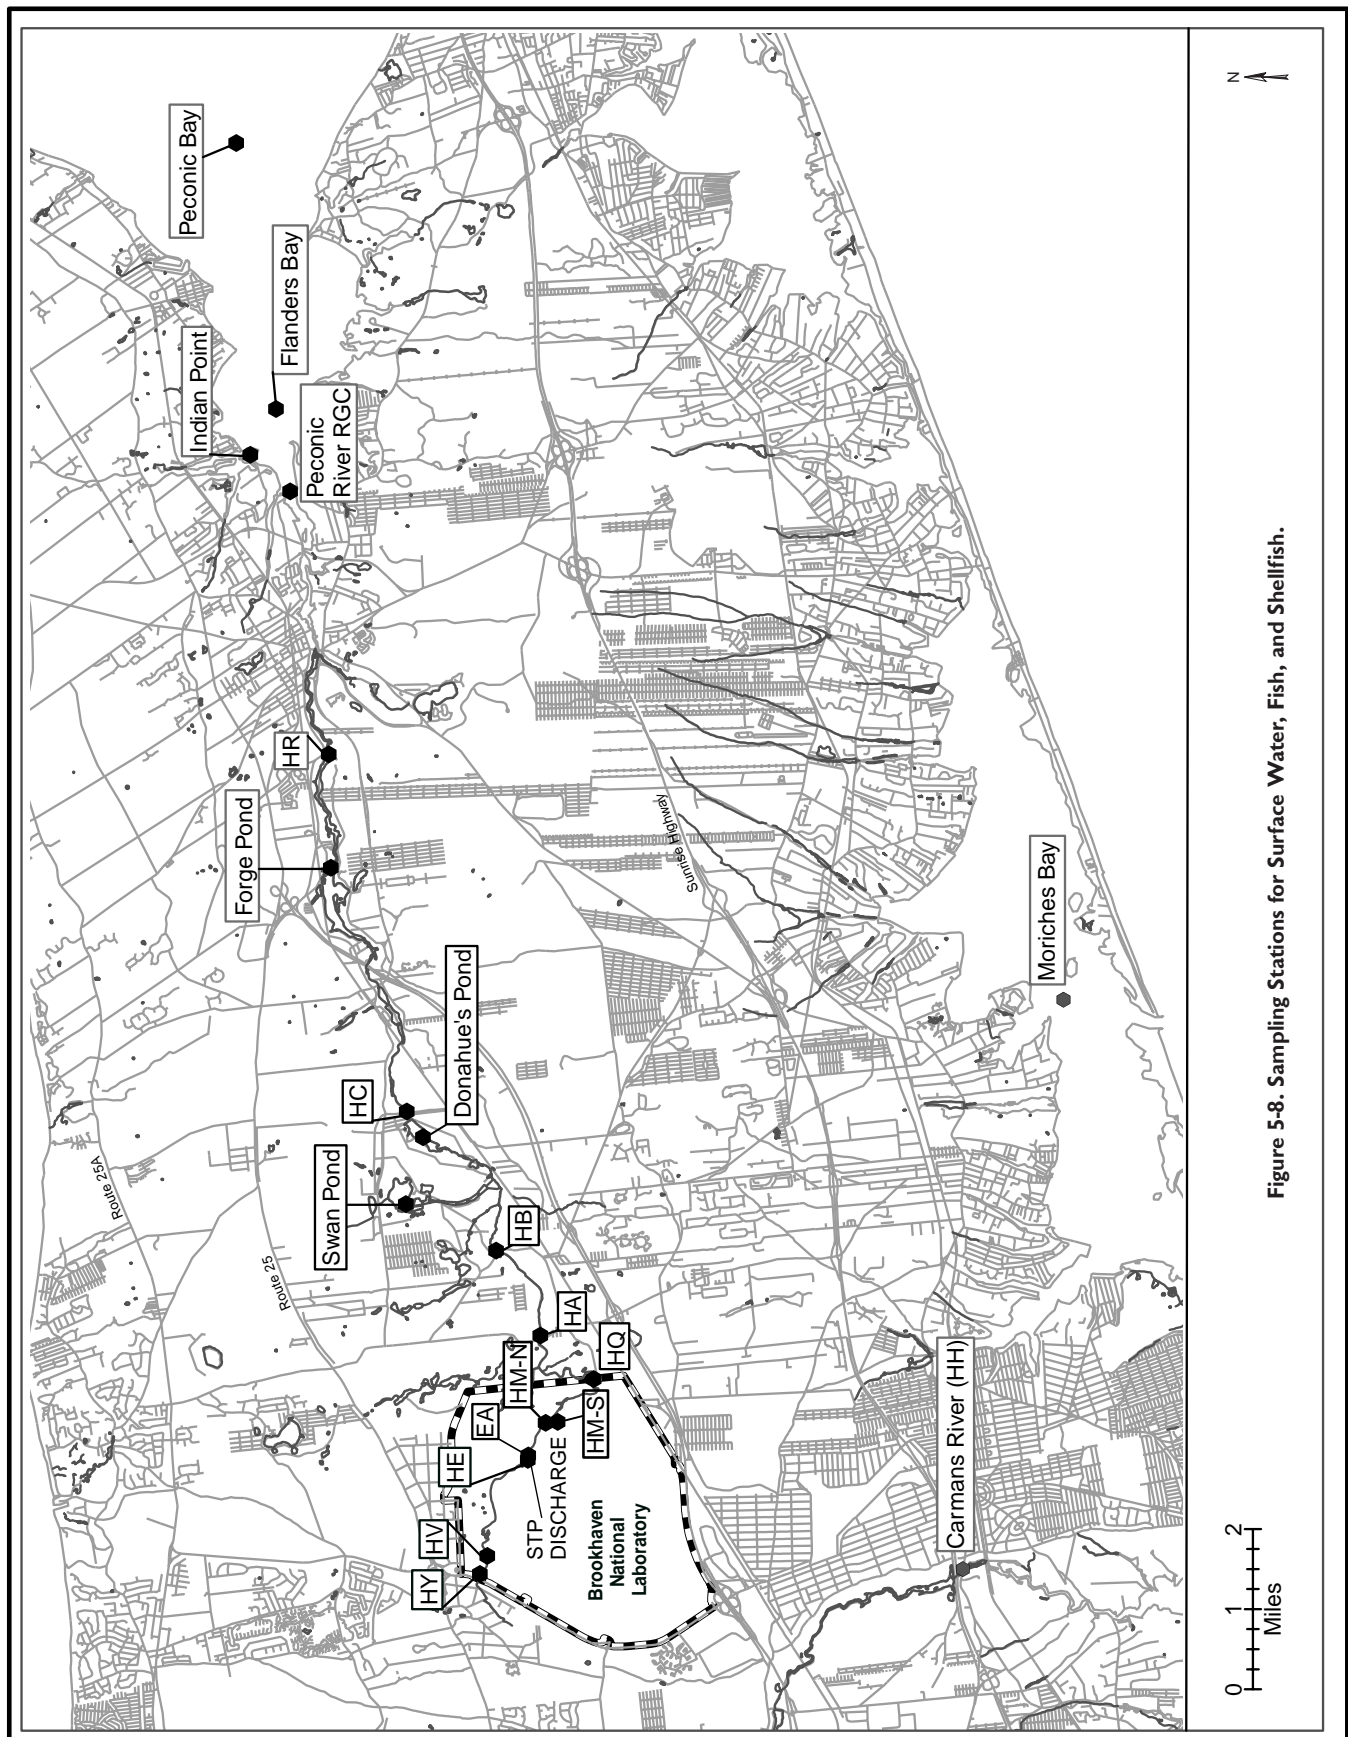 Peconic Bay
Flanders Bay
Indian Point
Peconic
River RGC
HR
Forge Pond
Donahue's Pond
HC
Swan Pond
HB
HA
HQ
HM-N
HM-S
EA
HE
HV
HY
STP
DISCHARGE
Brookhaven
National
Laboratory
Route 25A
Route 25
Sunrise Highway
Moriches Bay
Carmans River (HH)
N
0 1 2
Miles
Figure 5-8. Sampling Stations for Surface Water, Fish, and Shellfish.